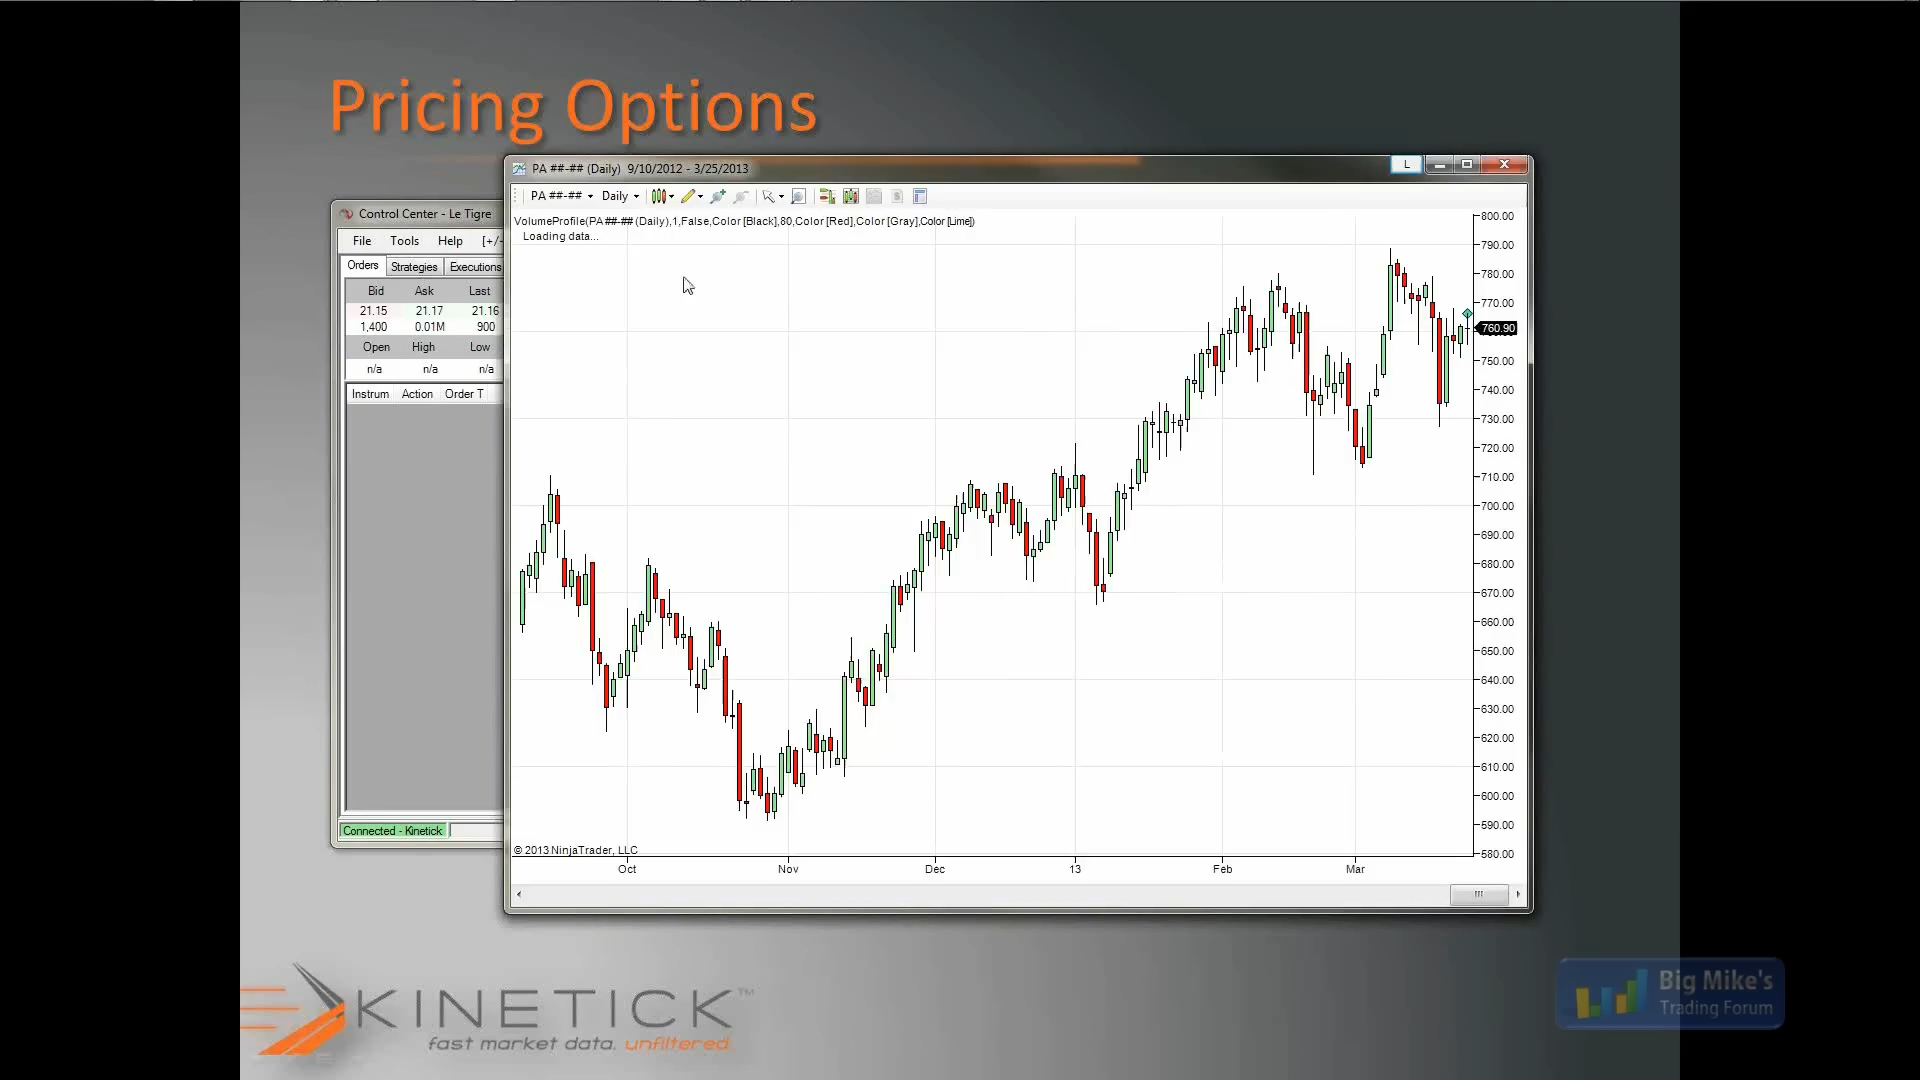 Pricing Options
PA ##-## (Daily) 9/10/2012 - 3/25/2013
L
PA ##-## Daily
VolumeProfile(PA ##-## (Daily),1,False,Color [Black],80,Color [Red],Color [Gray],Color [Lime])
Loading data...
Control Center - Le Tigre
File Tools Help [+/-
Orders Strategies Executions
Bid Ask Last
21.15 21.17 21.16
1,400 0.01M 900
Open High Low
n/a n/a n/a
Instrum Action Order T
Connected - Kinetick
800.00
790.00
780.00
770.00
760.90
750.00
740.00
730.00
720.00
710.00
700.00
690.00
680.00
670.00
660.00
650.00
640.00
630.00
620.00
610.00
600.00
590.00
580.00
© 2013 NinjaTrader, LLC
Oct Nov Dec 13 Feb Mar
KINETICK™
fast market data. unfiltered.
Big Mike's
Trading Forum